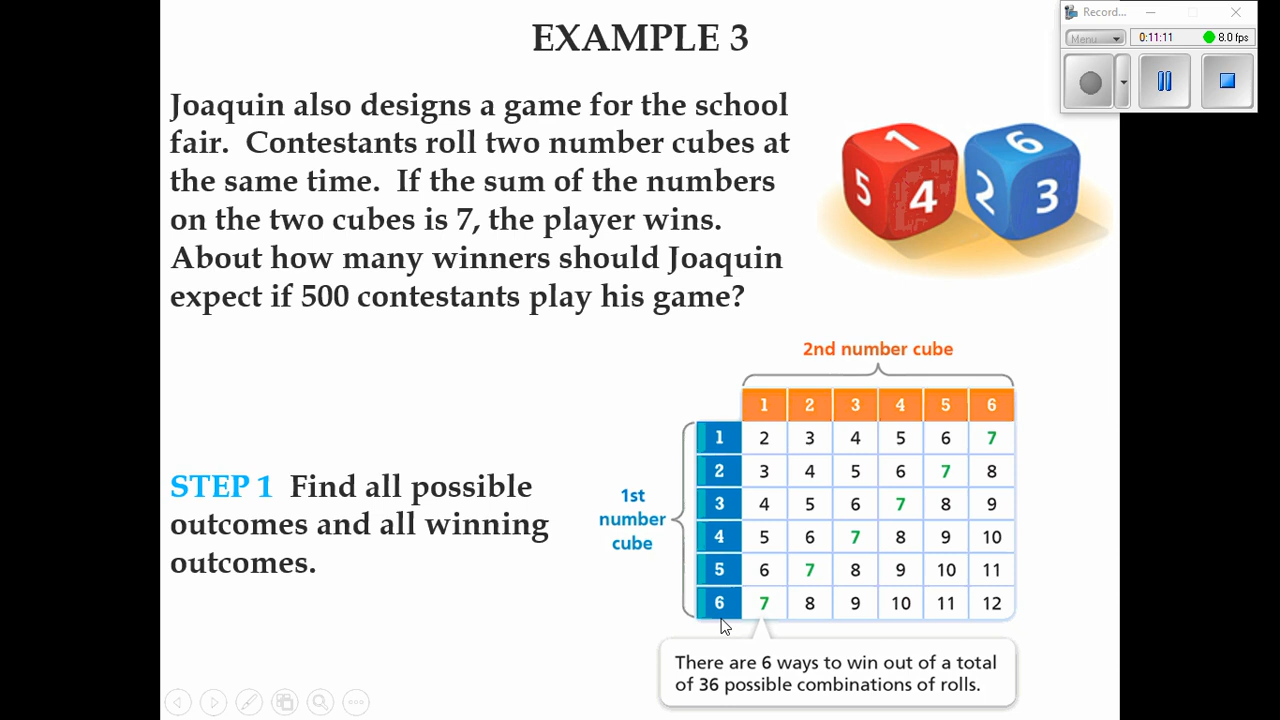 EXAMPLE 3
Record...
Menu
0:11:11
8.0 fps
Joaquin also designs a game for the school
fair.  Contestants roll two number cubes at
the same time.  If the sum of the numbers
on the two cubes is 7, the player wins.
About how many winners should Joaquin
expect if 500 contestants play his game?
1
5 4
6
2 3
2nd number cube
1 2 3 4 5 6
1 2 3 4 5 6 7
2 3 4 5 6 7 8
3 4 5 6 7 8 9
4 5 6 7 8 9 10
5 6 7 8 9 10 11
6 7 8 9 10 11 12
1st
number
cube
STEP 1  Find all possible
outcomes and all winning
outcomes.
There are 6 ways to win out of a total
of 36 possible combinations of rolls.